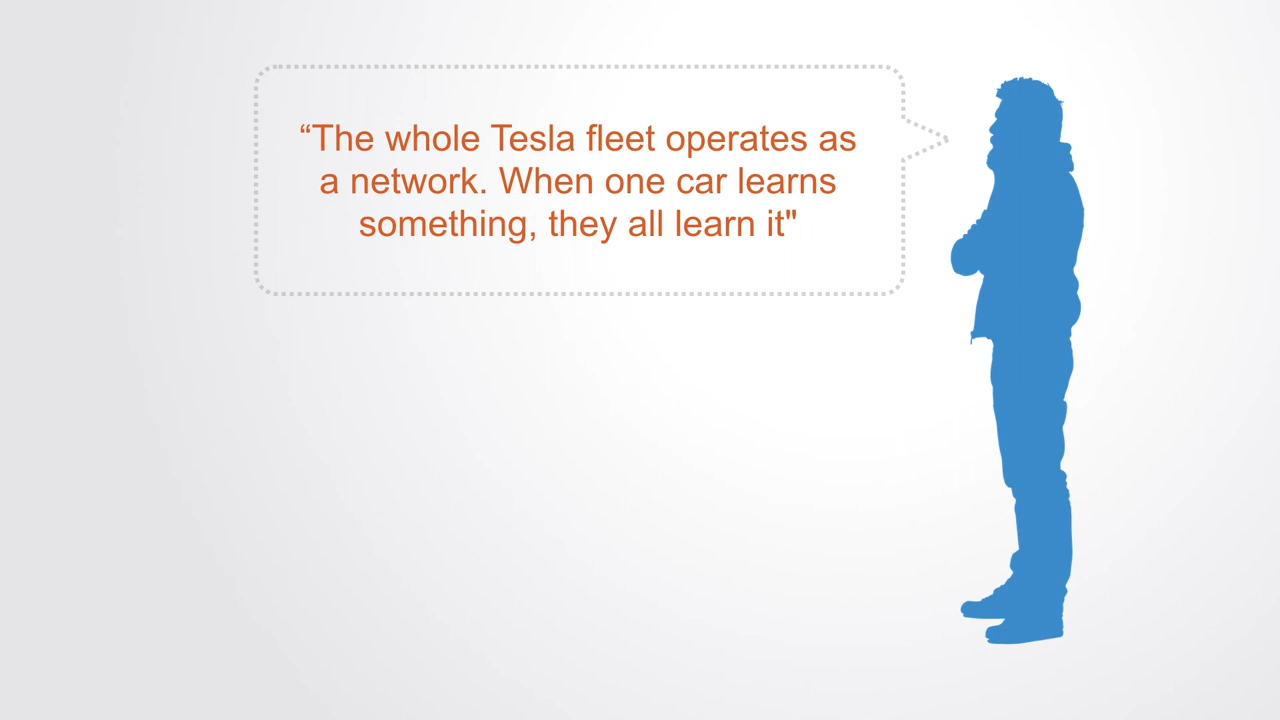 “The whole Tesla fleet operates as
a network. When one car learns
something, they all learn it"